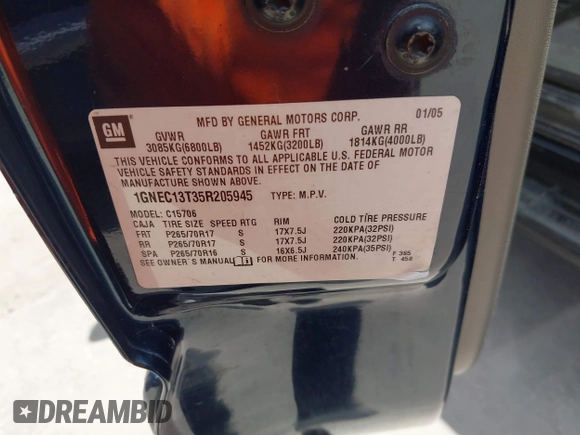 GM
MFD BY GENERAL MOTORS CORP. 01/05
GVWR GAWR FRT GAWR RR
3085KG(6800LB) 1452KG(3200LB) 1814KG(4000LB)
THIS VEHICLE CONFORMS TO ALL APPLICABLE U.S. FEDERAL MOTOR
VEHICLE SAFETY STANDARDS IN EFFECT ON THE DATE OF
MANUFACTURE SHOWN ABOVE.
1GNEC13T35R205945 TYPE: M.P.V.
MODEL: C15706
CAJA TIRE SIZE SPEED RTG RIM COLD TIRE PRESSURE
FRT P265/70R17 S 17X7.5J 220KPA(32PSI)
RR P265/70R17 S 17X7.5J 220KPA(32PSI)
SPA P265/70R16 S 16X6.5J 240KPA(35PSI)
SEE OWNER'S MANUAL FOR MORE INFORMATION. F 365
T 458
DREAMBID